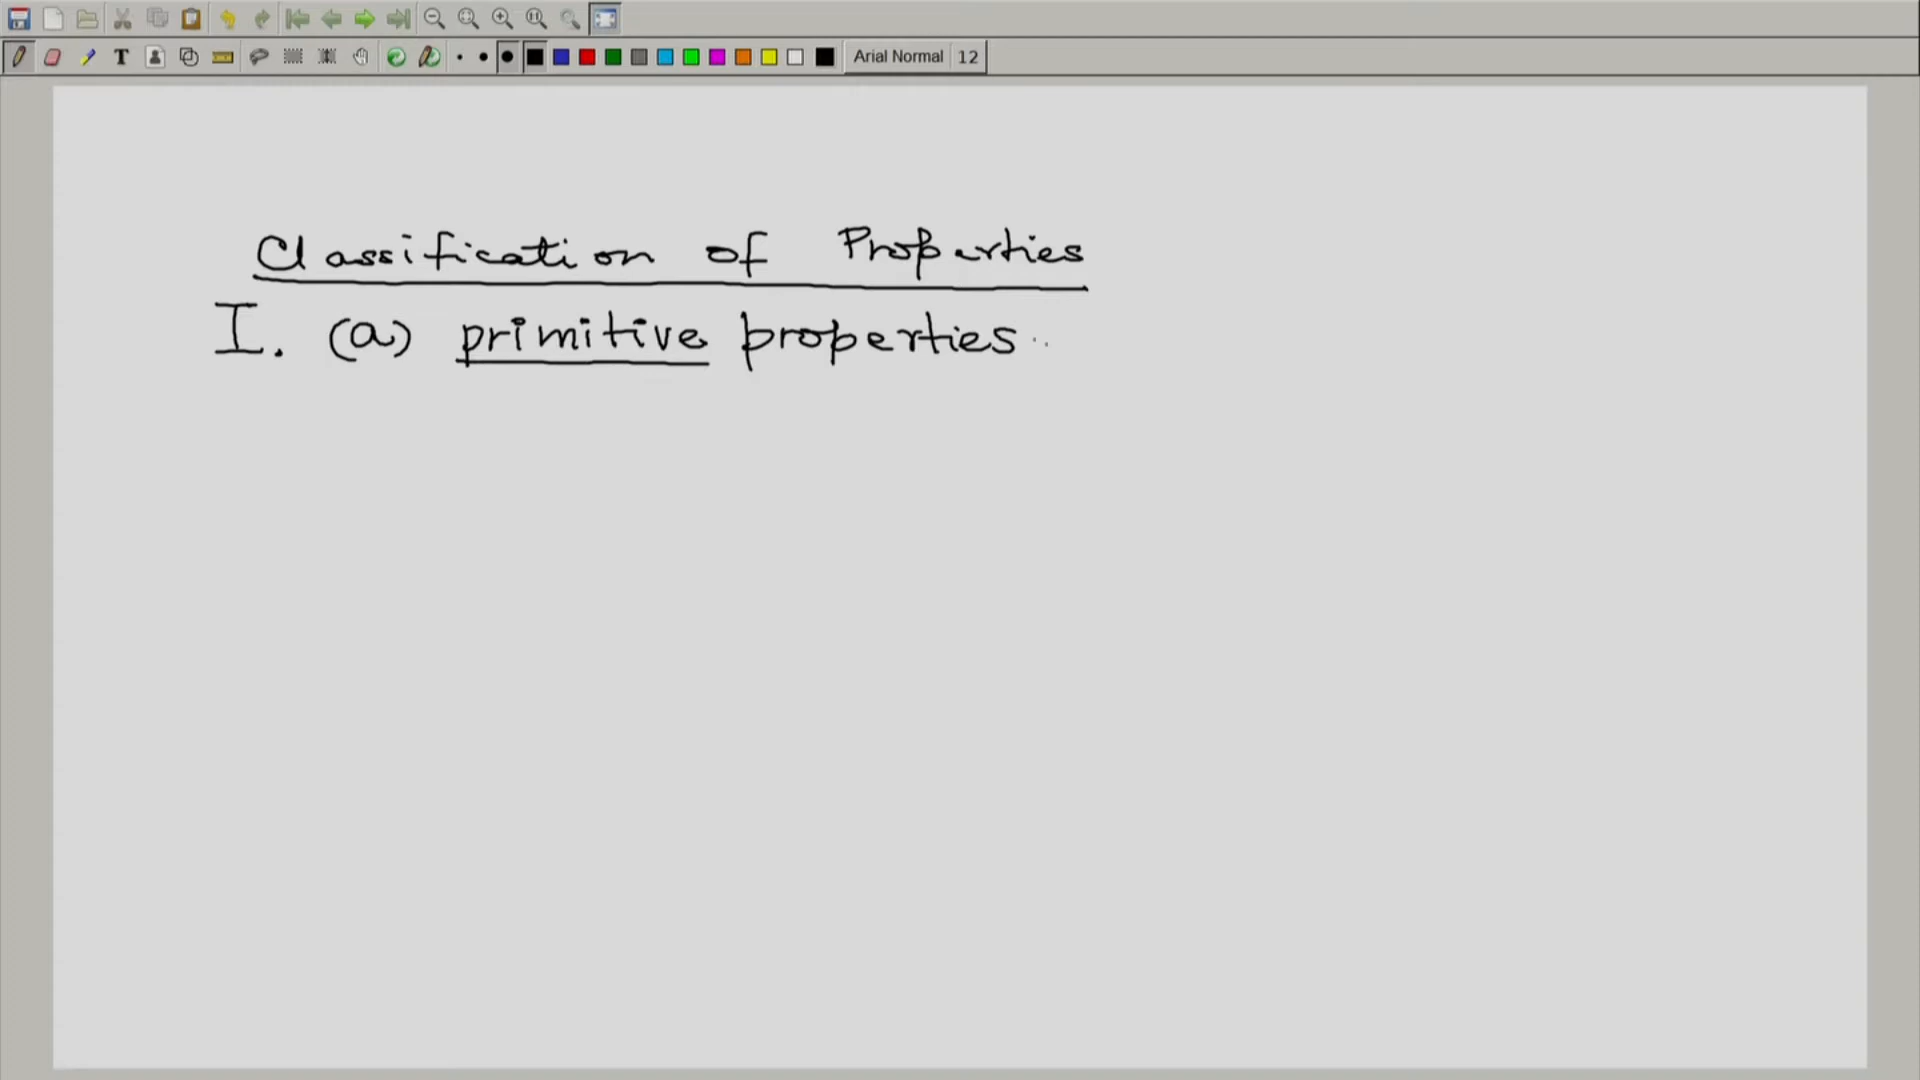 T Arial Normal 12
Classification of Properties
I. (a) primitive properties